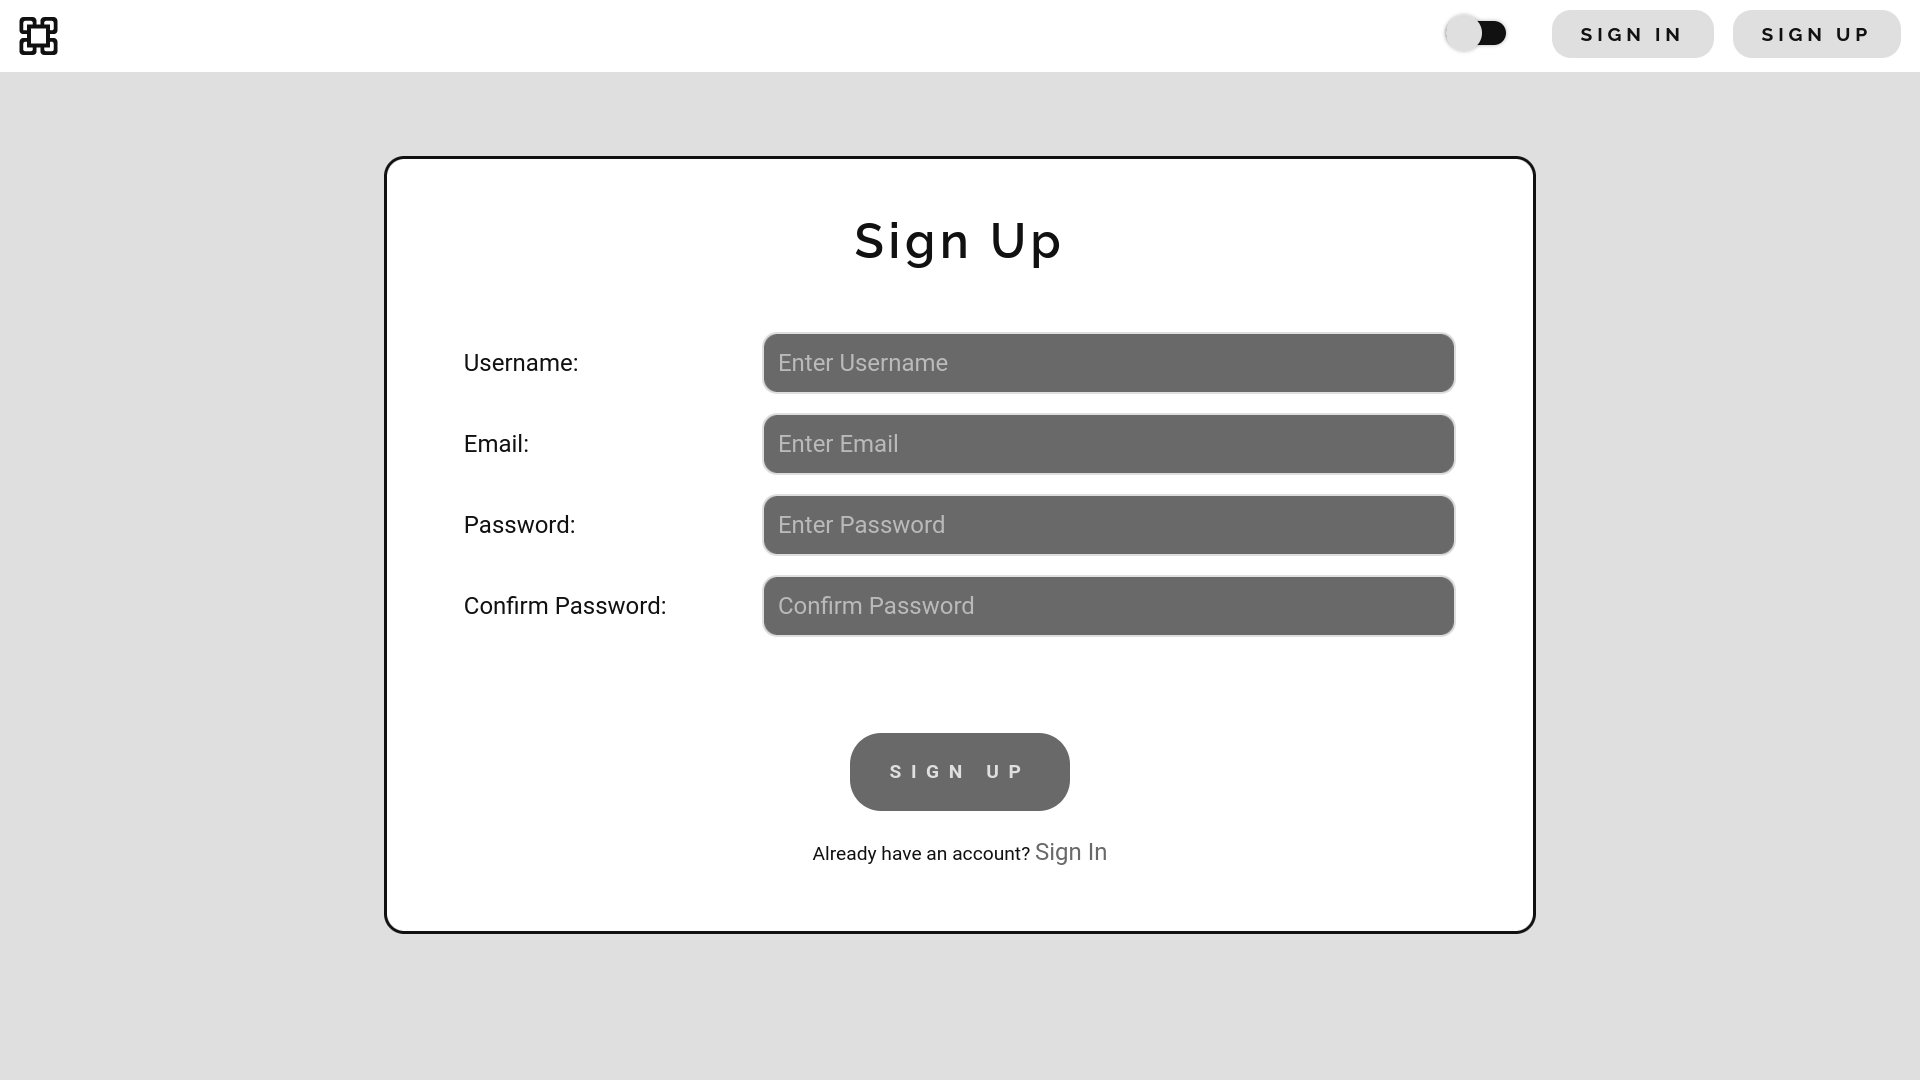 SIGN IN
SIGN UP
Sign Up
Username:
Enter Username
Email:
Enter Email
Password:
Enter Password
Confirm Password:
Confirm Password
SIGN UP
Already have an account? Sign In